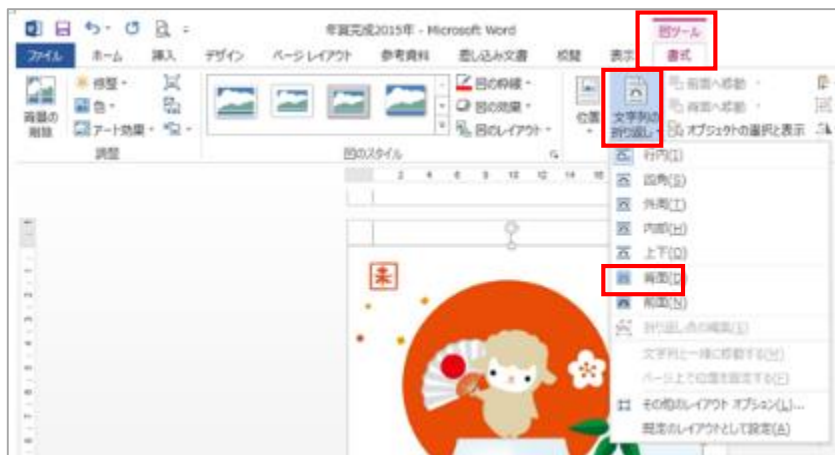 年賀完成2015年 - Microsoft Word
図ツール
ファイル ホーム 挿入 デザイン ページ レイアウト 参考資料 差し込み文書 校閲 表示 書式
背景の
削除
修整
色
アート効果
調整
図の枠線
図の効果
図のレイアウト
図のスタイル
位置
文字列の
折り返し
前面へ移動
背面へ移動
オブジェクトの選択と表示
行内(I)
四角(S)
外周(T)
内部(H)
上下(O)
背面(D)
前面(N)
折り返し点の編集(E)
文字列と一緒に移動する(M)
ページ上で位置を固定する(F)
その他のレイアウト オプション(L)...
既定のレイアウトとして設定(A)
未